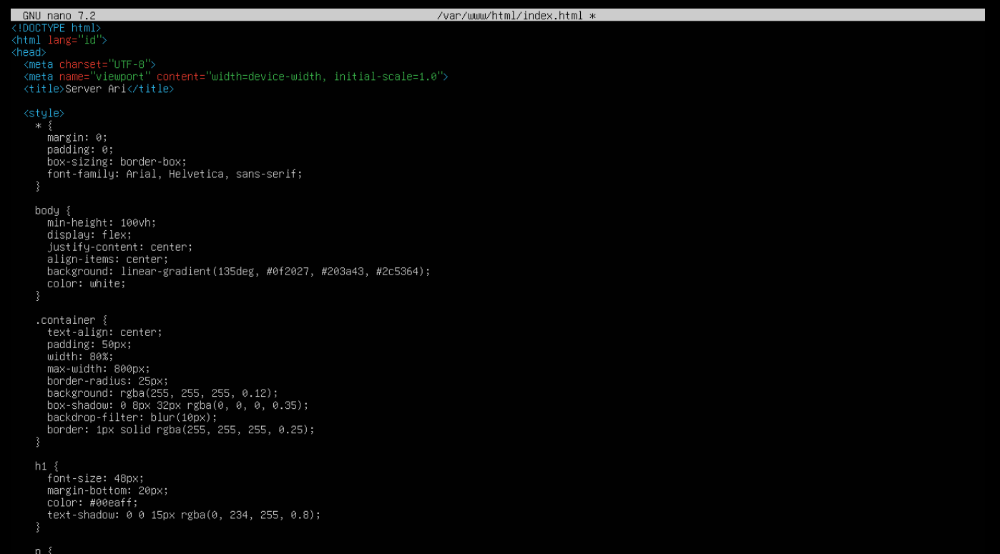 GNU nano 7.2 /var/www/html/index.html *
<!DOCTYPE html>
<html lang="id">
<head>
  <meta charset="UTF-8">
  <meta name="viewport" content="width=device-width, initial-scale=1.0">
  <title>Server Ari</title>

  <style>
    * {
      margin: 0;
      padding: 0;
      box-sizing: border-box;
      font-family: Arial, Helvetica, sans-serif;
    }

    body {
      min-height: 100vh;
      display: flex;
      justify-content: center;
      align-items: center;
      background: linear-gradient(135deg, #0f2027, #203a43, #2c5364);
      color: white;
    }

    .container {
      text-align: center;
      padding: 50px;
      width: 80%;
      max-width: 800px;
      border-radius: 25px;
      background: rgba(255, 255, 255, 0.12);
      box-shadow: 0 8px 32px rgba(0, 0, 0, 0.35);
      backdrop-filter: blur(10px);
      border: 1px solid rgba(255, 255, 255, 0.25);
    }

    h1 {
      font-size: 48px;
      margin-bottom: 20px;
      color: #00eaff;
      text-shadow: 0 0 15px rgba(0, 234, 255, 0.8);
    }

    p {